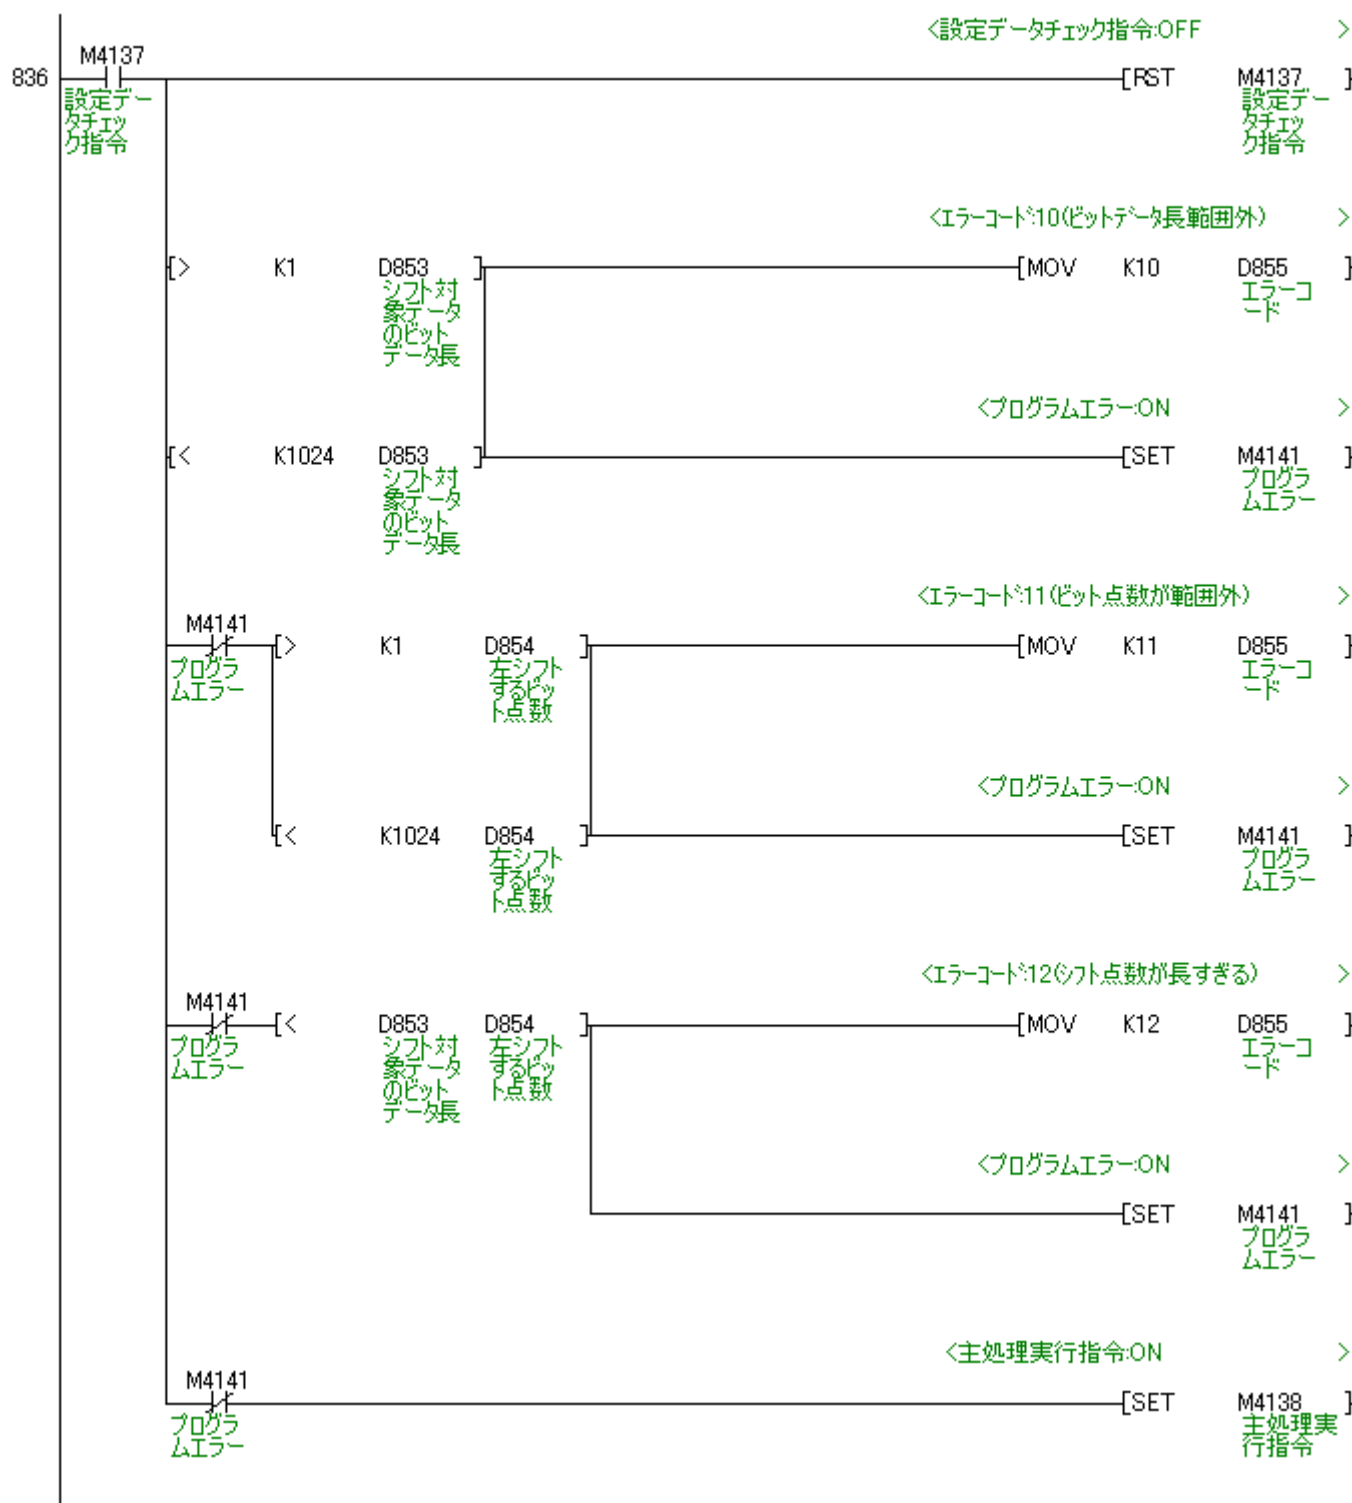 <設定データチェック指令:OFF >
M4137
836 [RST M4137 ]
設定デー
タチェッ
ク指令
設定デー
タチェッ
ク指令
<エラーコード:10(ビットデータ長範囲外) >
[> K1 D853 ] [MOV K10 D855 ]
シフト対
象データ
のビット
データ長
エラーコ
ード
<プログラムエラー:ON >
[< K1024 D853 ] [SET M4141 ]
シフト対
象データ
のビット
データ長
プログラ
ムエラー
<エラーコード:11(ビット点数が範囲外) >
M4141
[> K1 D854 ] [MOV K11 D855 ]
プログラ
ムエラー
左シフト
するビッ
ト点数
エラーコ
ード
<プログラムエラー:ON >
[< K1024 D854 ] [SET M4141 ]
左シフト
するビッ
ト点数
プログラ
ムエラー
<エラーコード:12(シフト点数が長すぎる) >
M4141
[< D853 D854 ] [MOV K12 D855 ]
プログラ
ムエラー
シフト対
象データ
のビット
データ長
左シフト
するビッ
ト点数
エラーコ
ード
<プログラムエラー:ON >
[SET M4141 ]
プログラ
ムエラー
<主処理実行指令:ON >
M4141
[SET M4138 ]
プログラ
ムエラー
主処理実
行指令